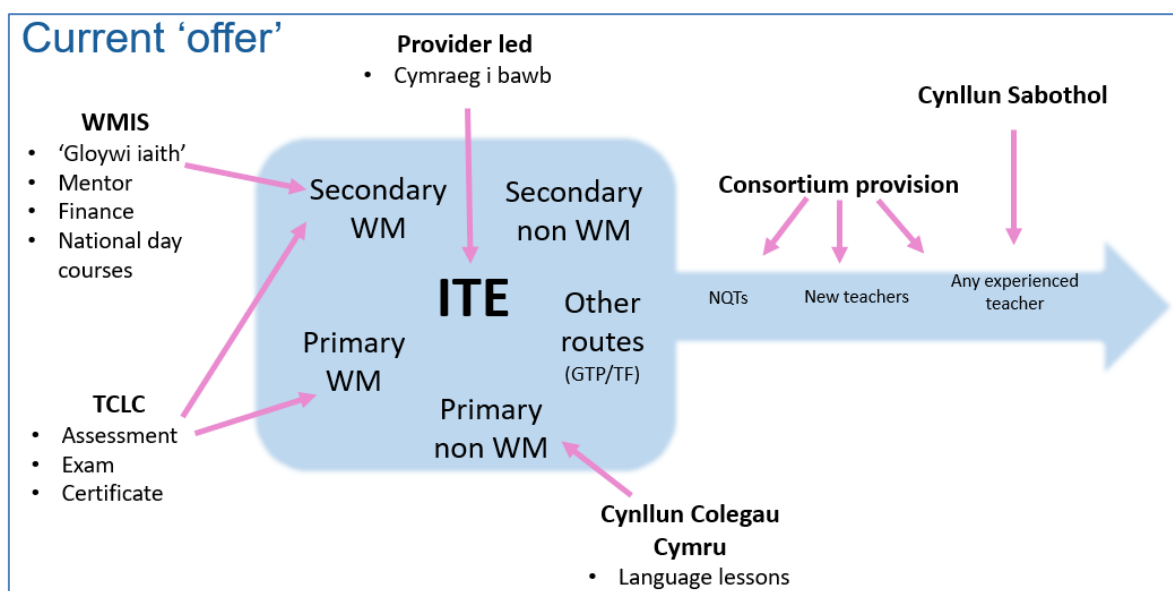 Current ‘offer’
Provider led
• Cymraeg i bawb
Cynllun Sabothol
WMIS
• ‘Gloywi iaith’
• Mentor
• Finance
• National day
courses
Consortium provision
Secondary
WM
Secondary
non WM
ITE
Other
routes
(GTP/TF)
Primary
WM
Primary
non WM
NQTs
New teachers
Any experienced
teacher
TCLC
• Assessment
• Exam
• Certificate
Cynllun Colegau
Cymru
• Language lessons